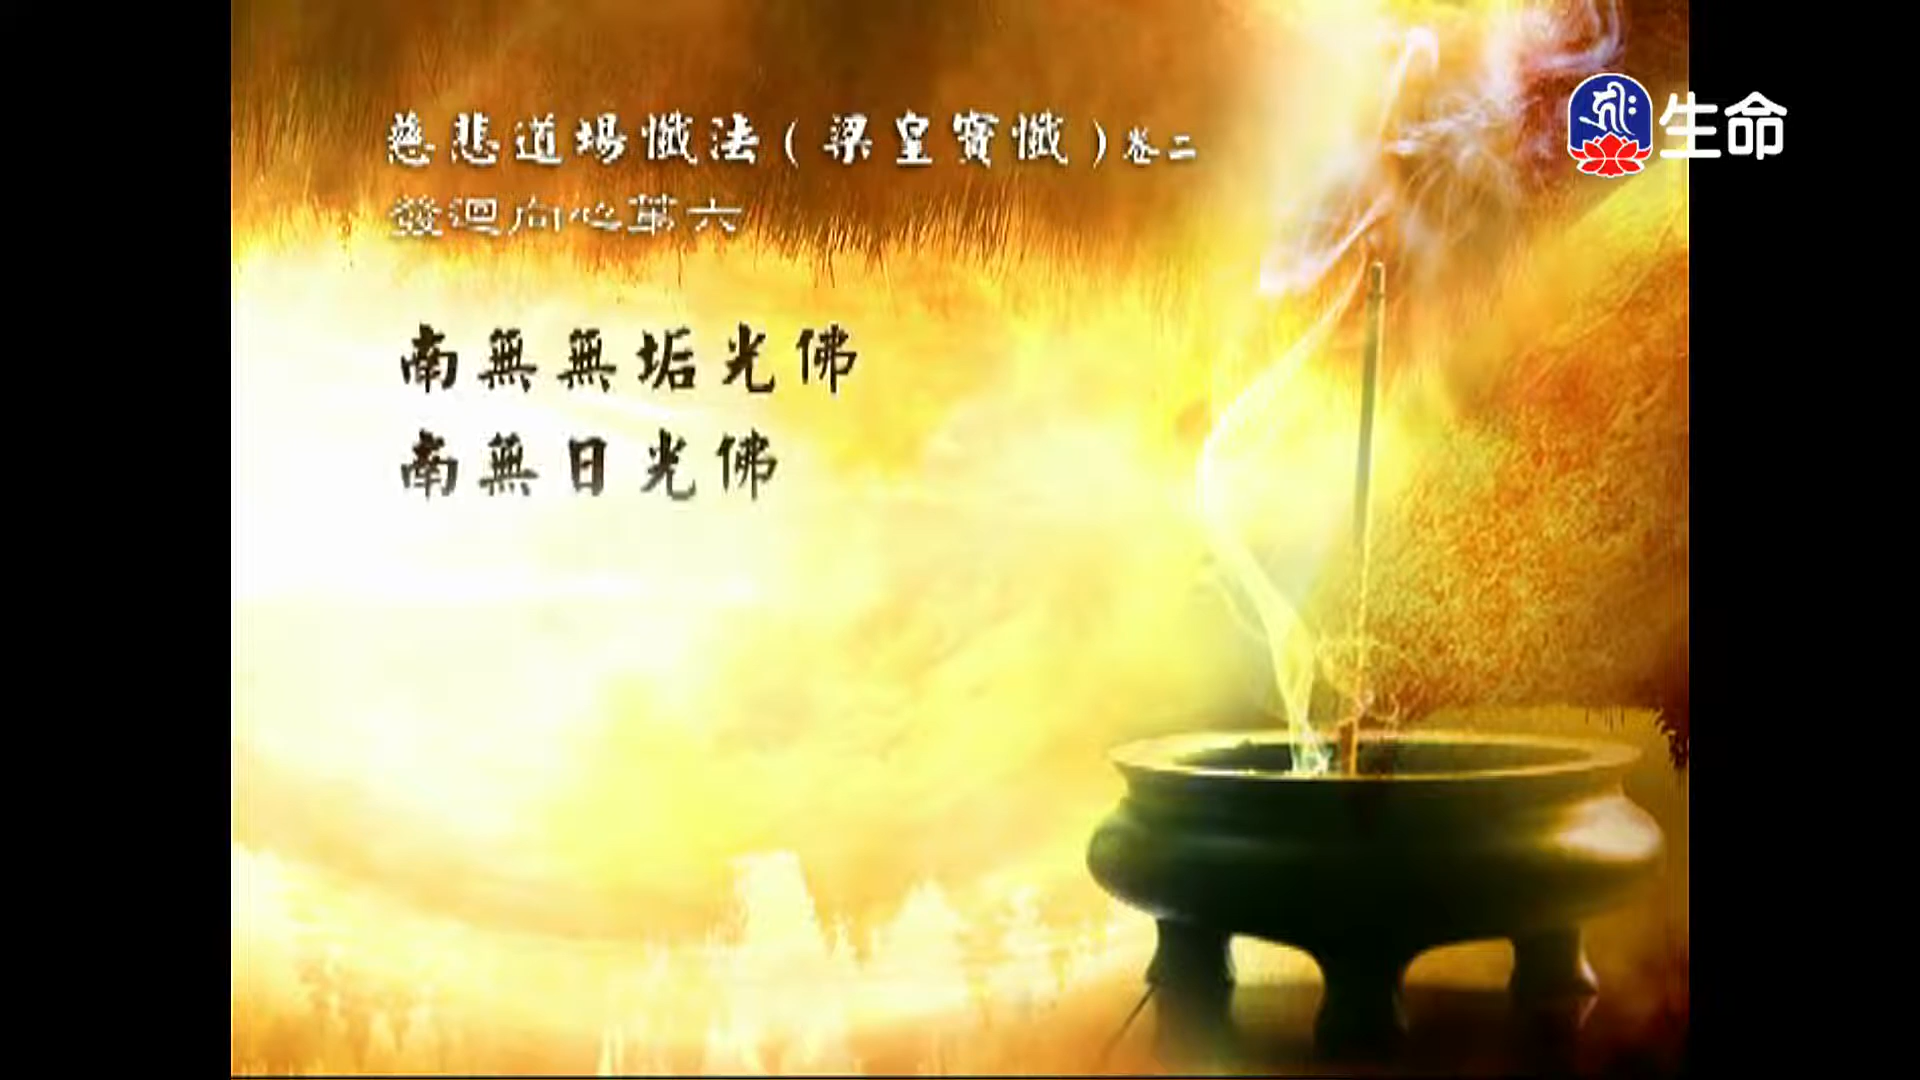 慈悲道場懺法(梁皇寶懺)卷二
發迴向心第六
南無無垢光佛
南無日光佛
生命